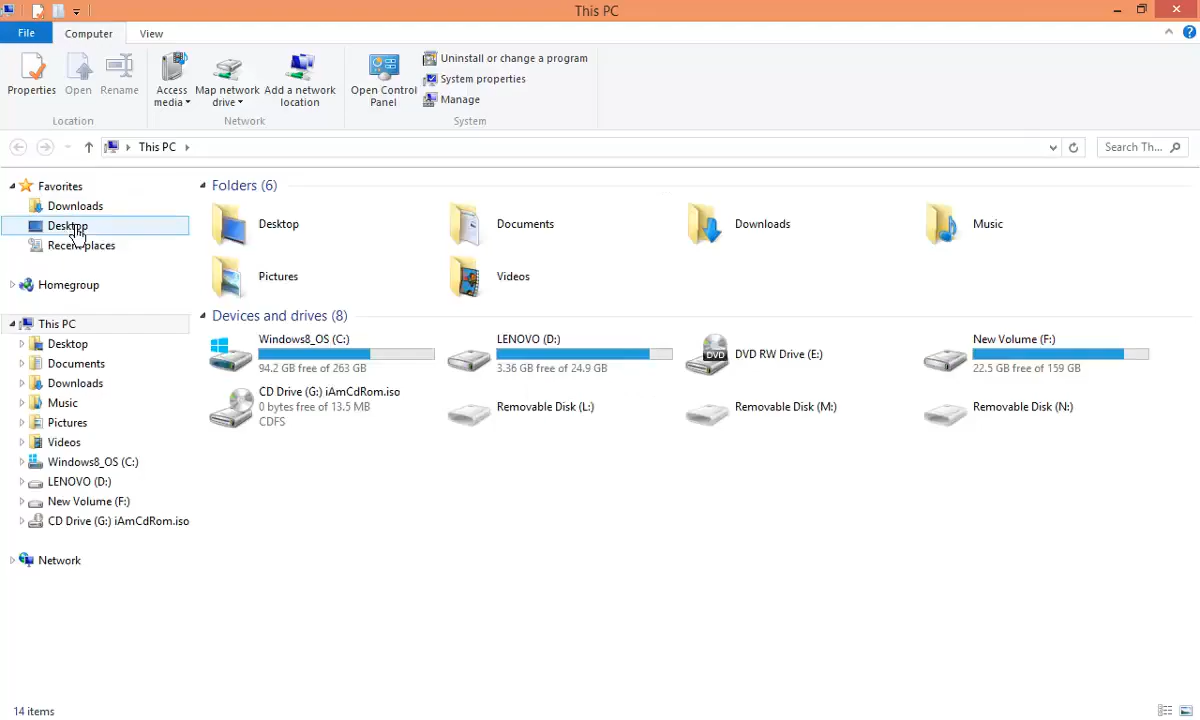 This PC
File
Computer
View
Properties
Open
Rename
Access media
Map network drive
Add a network location
Open Control Panel
Uninstall or change a program
System properties
Manage
Location
Network
System
This PC
Search Th...
Favorites
Downloads
Desktop
Recent places
Homegroup
This PC
Desktop
Documents
Downloads
Music
Pictures
Videos
Windows8_OS (C:)
LENOVO (D:)
New Volume (F:)
CD Drive (G:) iAmCdRom.iso
Network
Folders (6)
Desktop
Documents
Downloads
Music
Pictures
Videos
Devices and drives (8)
Windows8_OS (C:)
94.2 GB free of 263 GB
LENOVO (D:)
3.36 GB free of 24.9 GB
DVD
DVD RW Drive (E:)
New Volume (F:)
22.5 GB free of 159 GB
CD Drive (G:) iAmCdRom.iso
0 bytes free of 13.5 MB
CDFS
Removable Disk (L:)
Removable Disk (M:)
Removable Disk (N:)
14 items